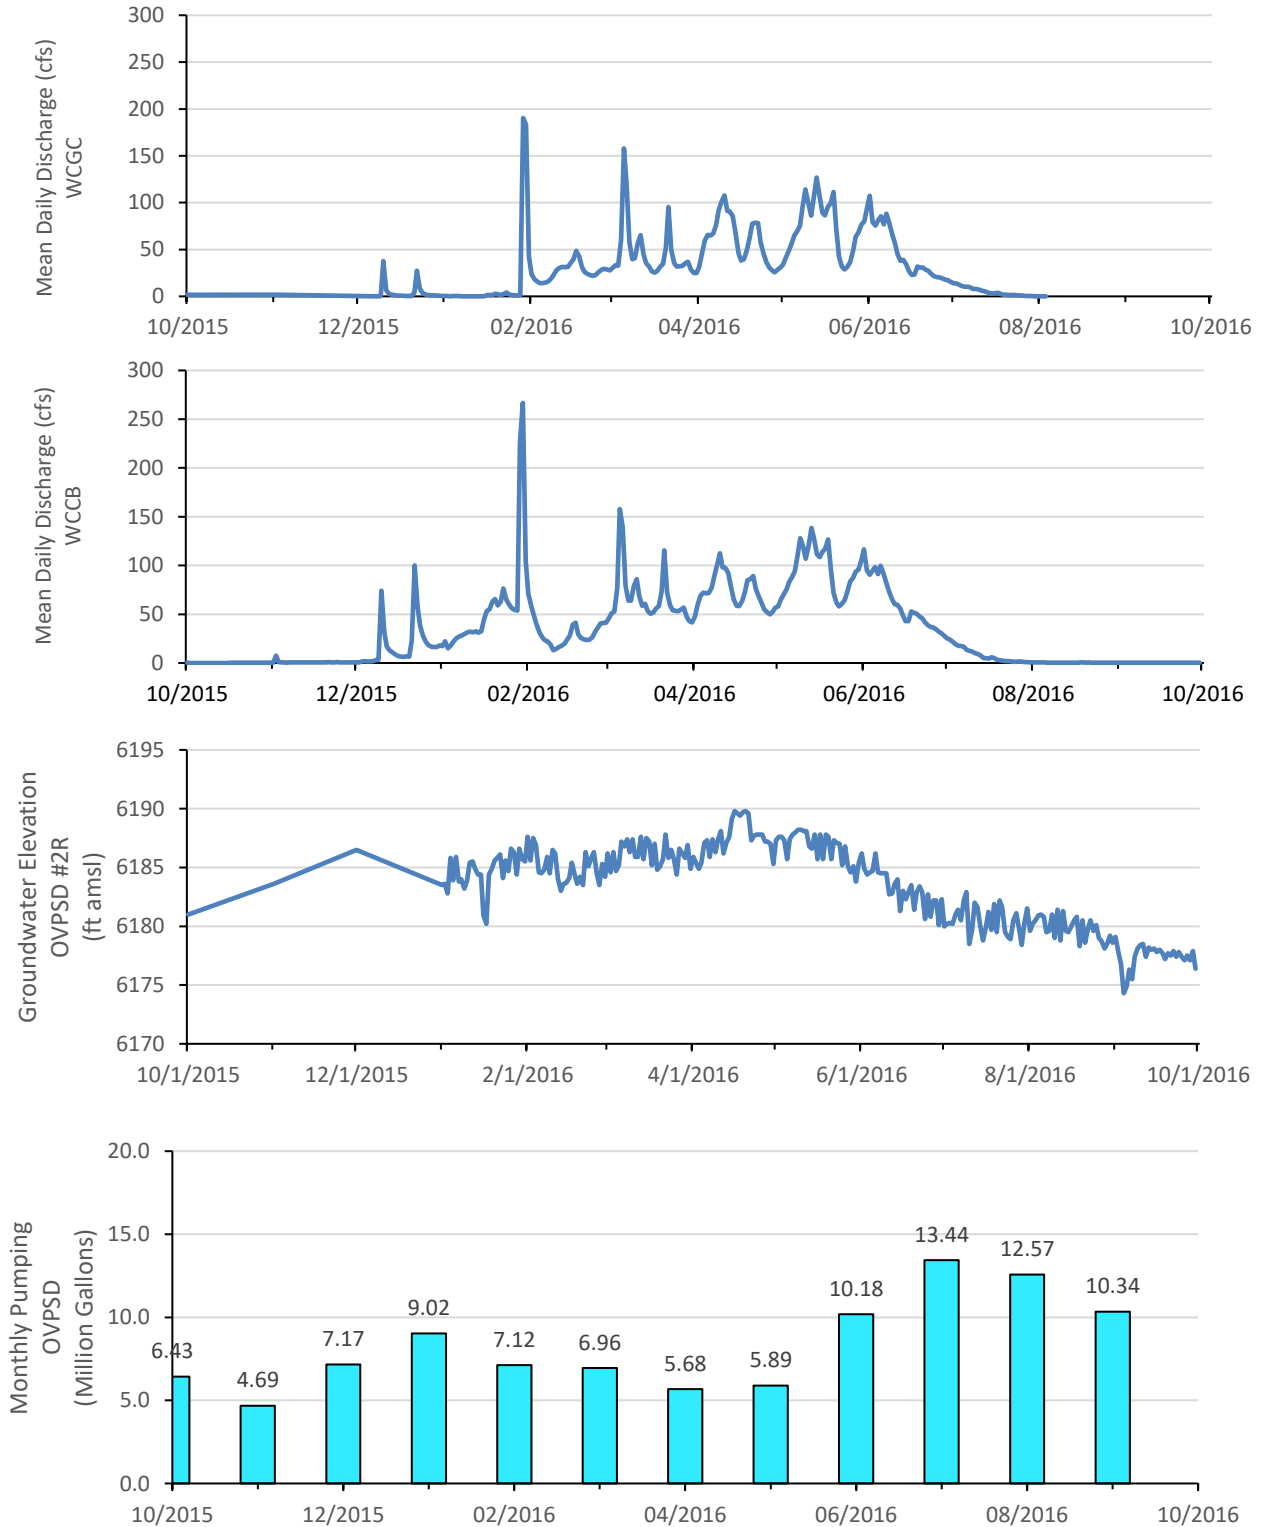 300
250
200
150
100
50
0
Mean Daily Discharge (cfs)
WCGC
10/2015 12/2015 02/2016 04/2016 06/2016 08/2016 10/2016
300
250
200
150
100
50
0
Mean Daily Discharge (cfs)
WCCB
10/2015 12/2015 02/2016 04/2016 06/2016 08/2016 10/2016
6195
6190
6185
6180
6175
6170
Groundwater Elevation
OVPSD #2R
(ft amsl)
10/1/2015 12/1/2015 2/1/2016 4/1/2016 6/1/2016 8/1/2016 10/1/2016
20.0
15.0
10.0
5.0
0.0
Monthly Pumping
OVPSD
(Million Gallons)
6.43 4.69 7.17 9.02 7.12 6.96 5.68 5.89 10.18 13.44 12.57 10.34
10/2015 12/2015 02/2016 04/2016 06/2016 08/2016 10/2016